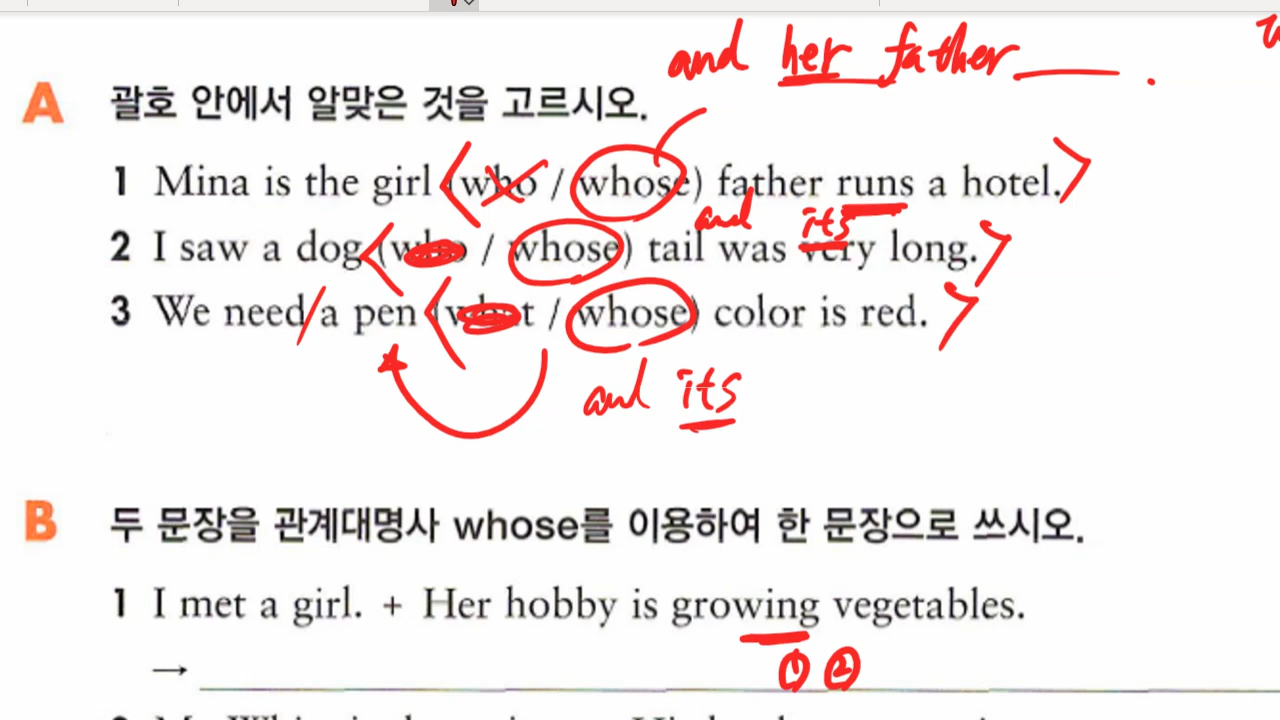 and her father ____ .
A 괄호 안에서 알맞은 것을 고르시오.
1 Mina is the girl (who / whose) father runs a hotel.
and its
2 I saw a dog (who / whose) tail was very long.
3 We need a pen (what / whose) color is red.
and its
B 두 문장을 관계대명사 whose를 이용하여 한 문장으로 쓰시오.
1 I met a girl. + Her hobby is growing vegetables.
→
① ②